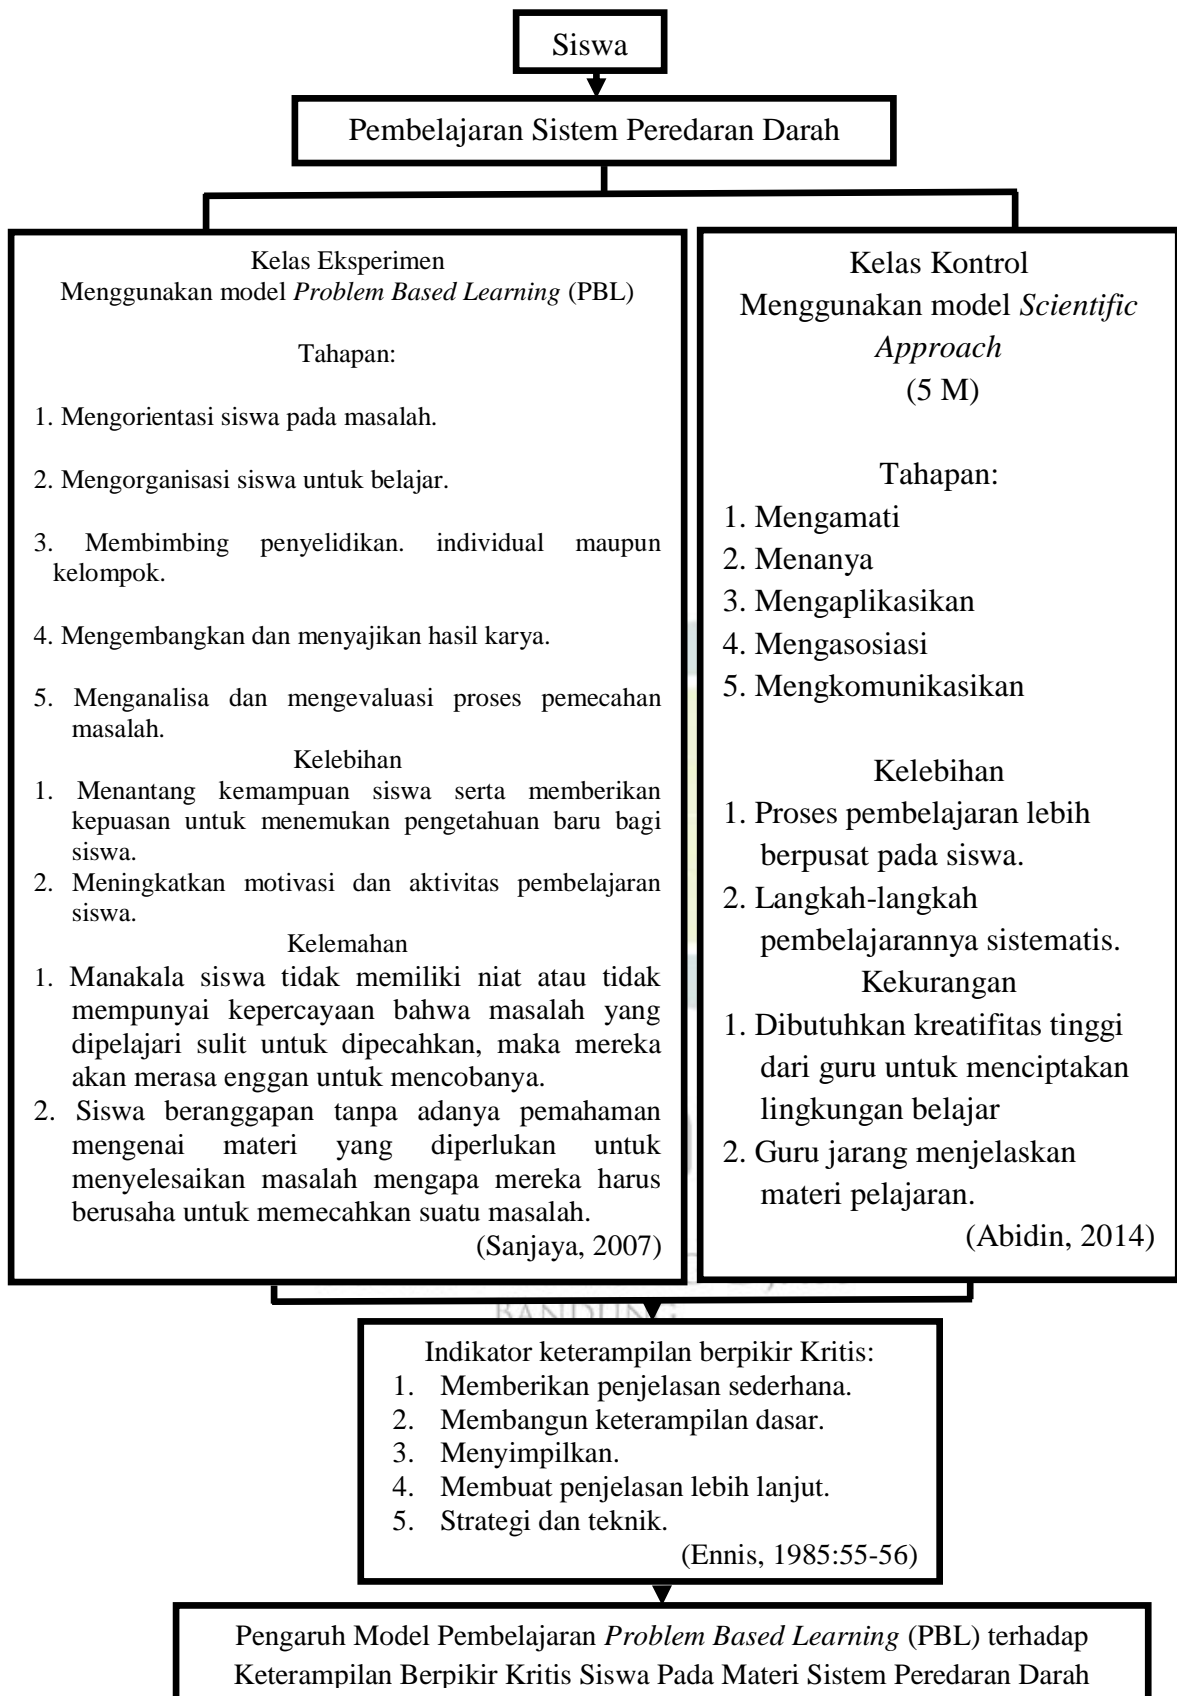 Siswa
Pembelajaran Sistem Peredaran Darah
Kelas Eksperimen
Menggunakan model Problem Based Learning (PBL)
Tahapan:
1. Mengorientasi siswa pada masalah.
2. Mengorganisasi siswa untuk belajar.
3. Membimbing penyelidikan. individual maupun
kelompok.
4. Mengembangkan dan menyajikan hasil karya.
5. Menganalisa dan mengevaluasi proses pemecahan
masalah.
Kelebihan
1. Menantang kemampuan siswa serta memberikan
kepuasan untuk menemukan pengetahuan baru bagi
siswa.
2. Meningkatkan motivasi dan aktivitas pembelajaran
siswa.
Kelemahan
1. Manakala siswa tidak memiliki niat atau tidak
mempunyai kepercayaan bahwa masalah yang
dipelajari sulit untuk dipecahkan, maka mereka
akan merasa enggan untuk mencobanya.
2. Siswa beranggapan tanpa adanya pemahaman
mengenai materi yang diperlukan untuk
menyelesaikan masalah mengapa mereka harus
berusaha untuk memecahkan suatu masalah.
(Sanjaya, 2007)
Kelas Kontrol
Menggunakan model Scientific
Approach
(5 M)
Tahapan:
1. Mengamati
2. Menanya
3. Mengaplikasikan
4. Mengasosiasi
5. Mengkomunikasikan
Kelebihan
1. Proses pembelajaran lebih
berpusat pada siswa.
2. Langkah-langkah
pembelajarannya sistematis.
Kekurangan
1. Dibutuhkan kreatifitas tinggi
dari guru untuk menciptakan
lingkungan belajar
2. Guru jarang menjelaskan
materi pelajaran.
(Abidin, 2014)
BANDUNG
Indikator keterampilan berpikir Kritis:
1. Memberikan penjelasan sederhana.
2. Membangun keterampilan dasar.
3. Menyimpilkan.
4. Membuat penjelasan lebih lanjut.
5. Strategi dan teknik.
(Ennis, 1985:55-56)
Pengaruh Model Pembelajaran Problem Based Learning (PBL) terhadap
Keterampilan Berpikir Kritis Siswa Pada Materi Sistem Peredaran Darah